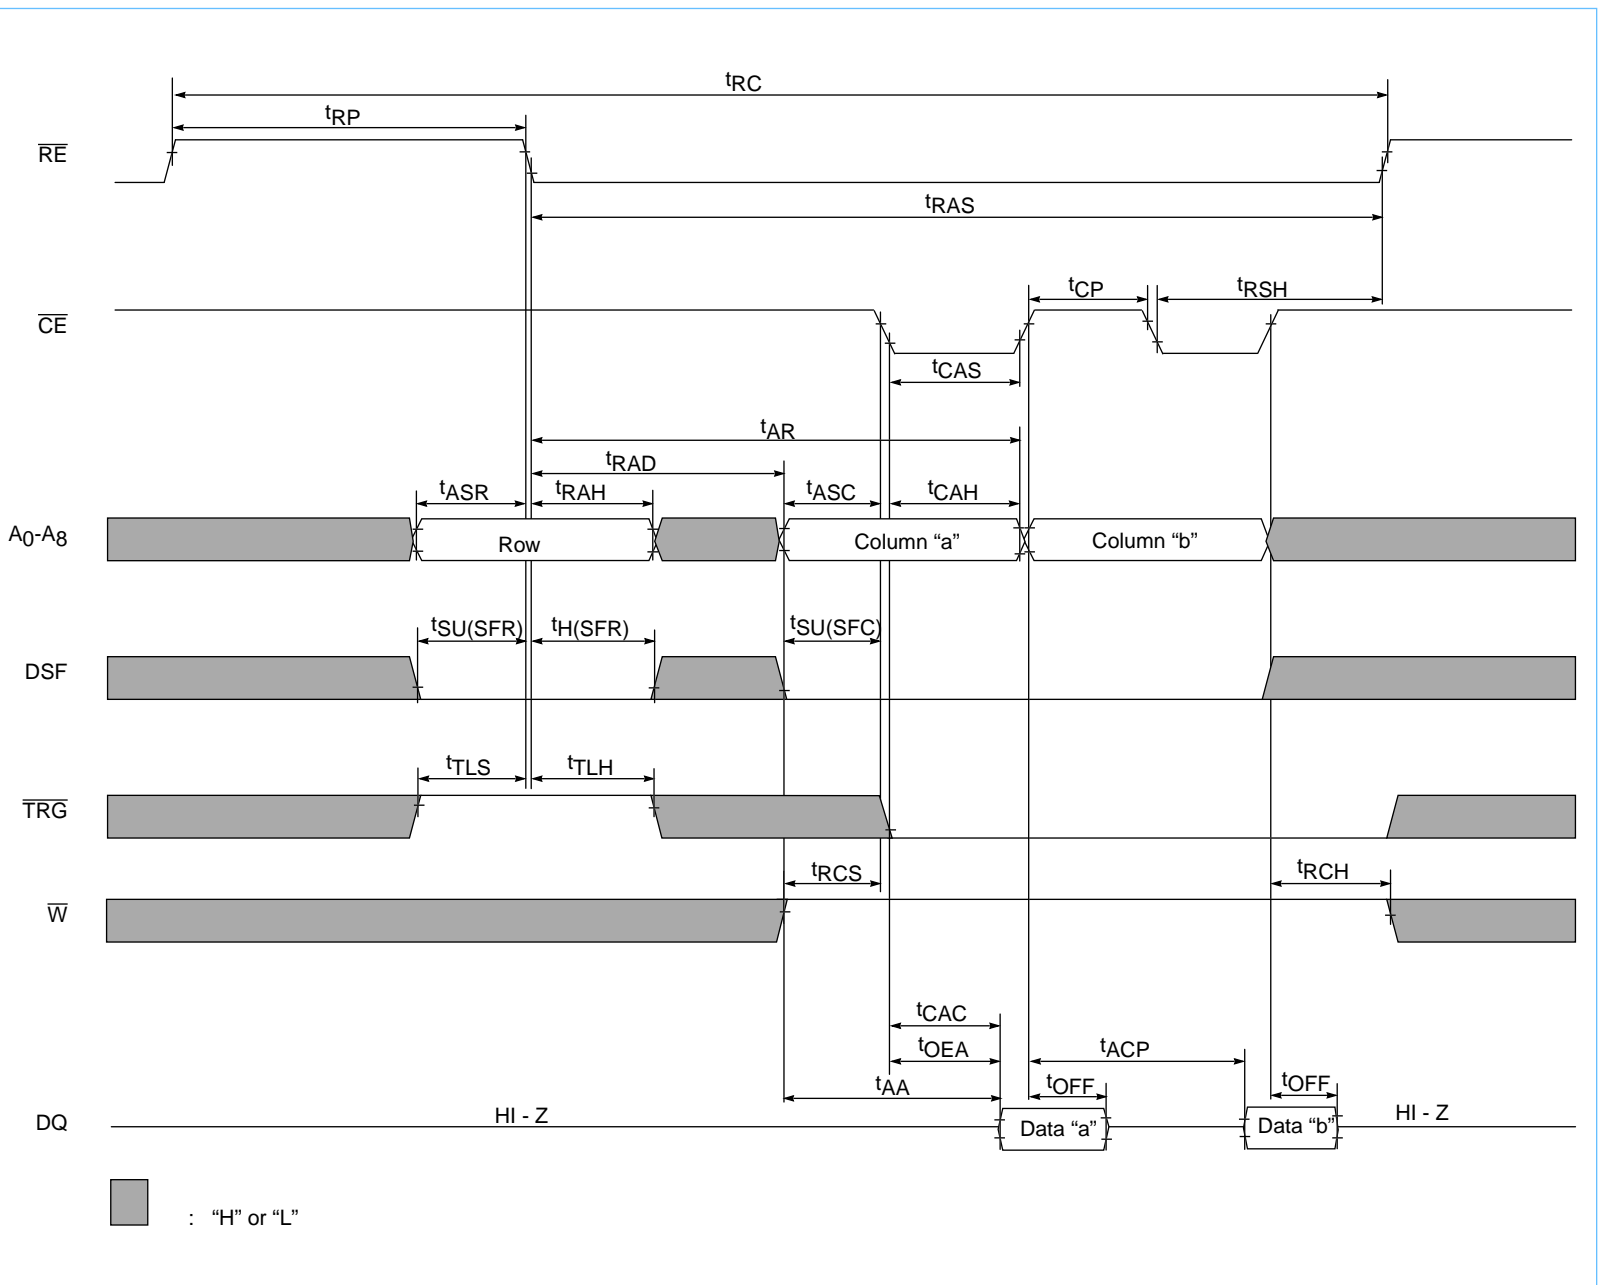 tRC
tRP
RE
tRAS
tCP
tRSH
CE
tCAS
tAR
tRAD
tASR
tRAH
tASC
tCAH
A0-A8
Row
Column “a”
Column “b”
tSU(SFR)
tH(SFR)
tSU(SFC)
DSF
tTLS
tTLH
TRG
tRCS
tRCH
W
tCAC
tOEA
tACP
tAA
tOFF
tOFF
DQ
HI - Z
Data “a”
Data “b”
HI - Z
: “H” or “L”